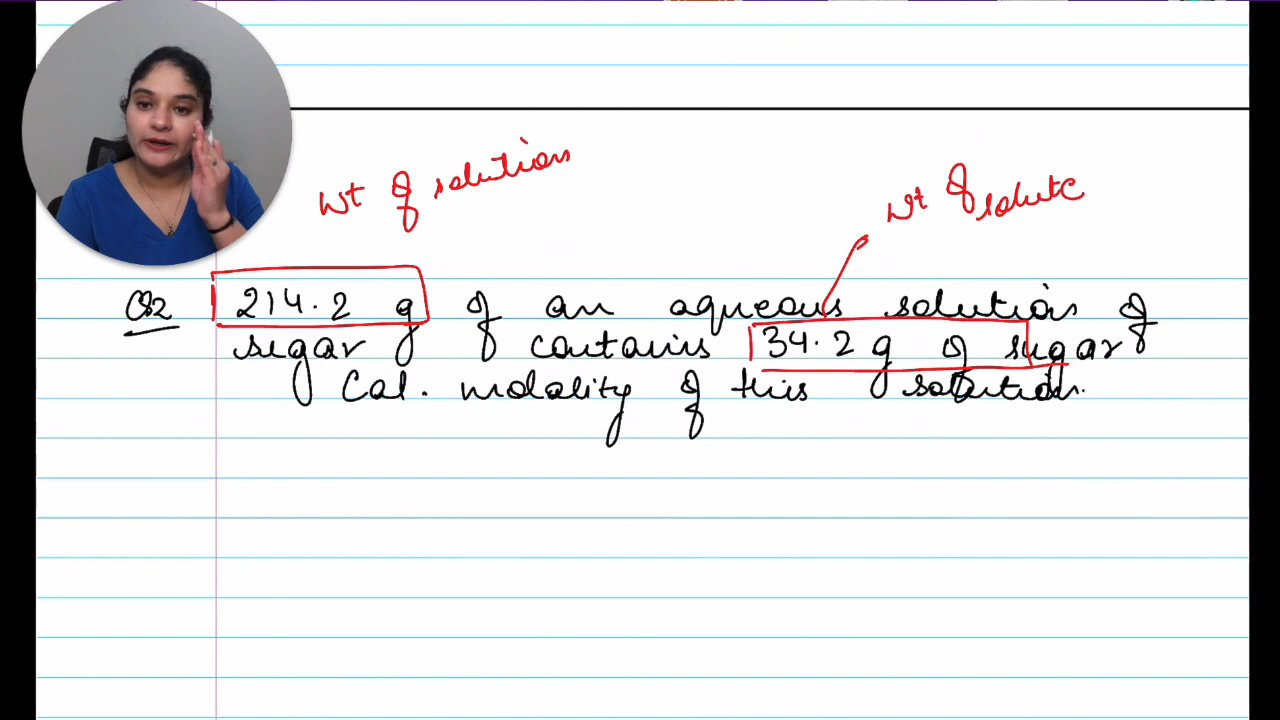 Wt of solution
Wt of solute
Q2 214.2 g of an aqueous solution of
sugar of contains 34.2 g of sugar
Cal. molality of this solution.